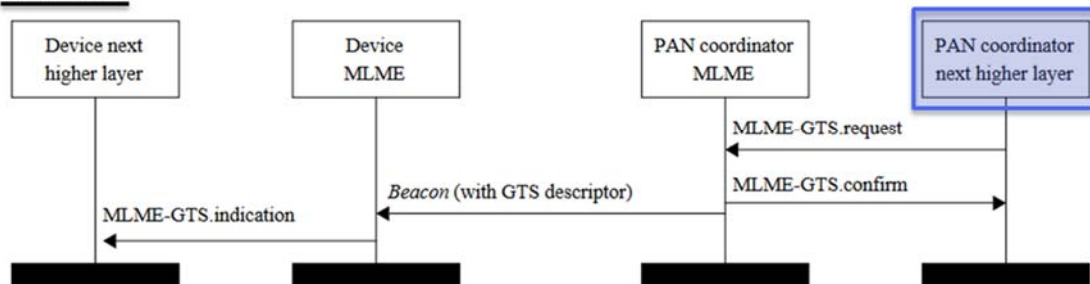 Device next
higher layer
Device
MLME
PAN coordinator
MLME
PAN coordinator
next higher layer
MLME-GTS.request
MLME-GTS.confirm
Beacon (with GTS descriptor)
MLME-GTS.indication